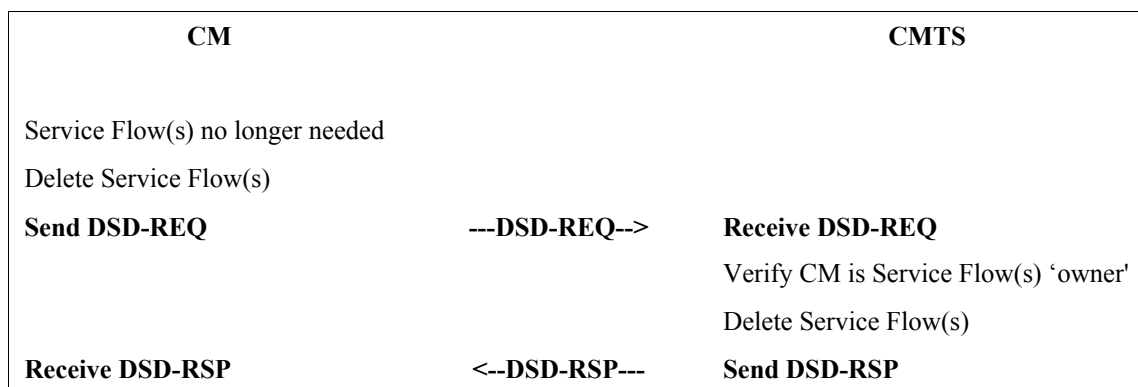 CM CMTS
Service Flow(s) no longer needed
Delete Service Flow(s)
Send DSD-REQ ---DSD-REQ--> Receive DSD-REQ
Verify CM is Service Flow(s) ‘owner'
Delete Service Flow(s)
Receive DSD-RSP <--DSD-RSP--- Send DSD-RSP